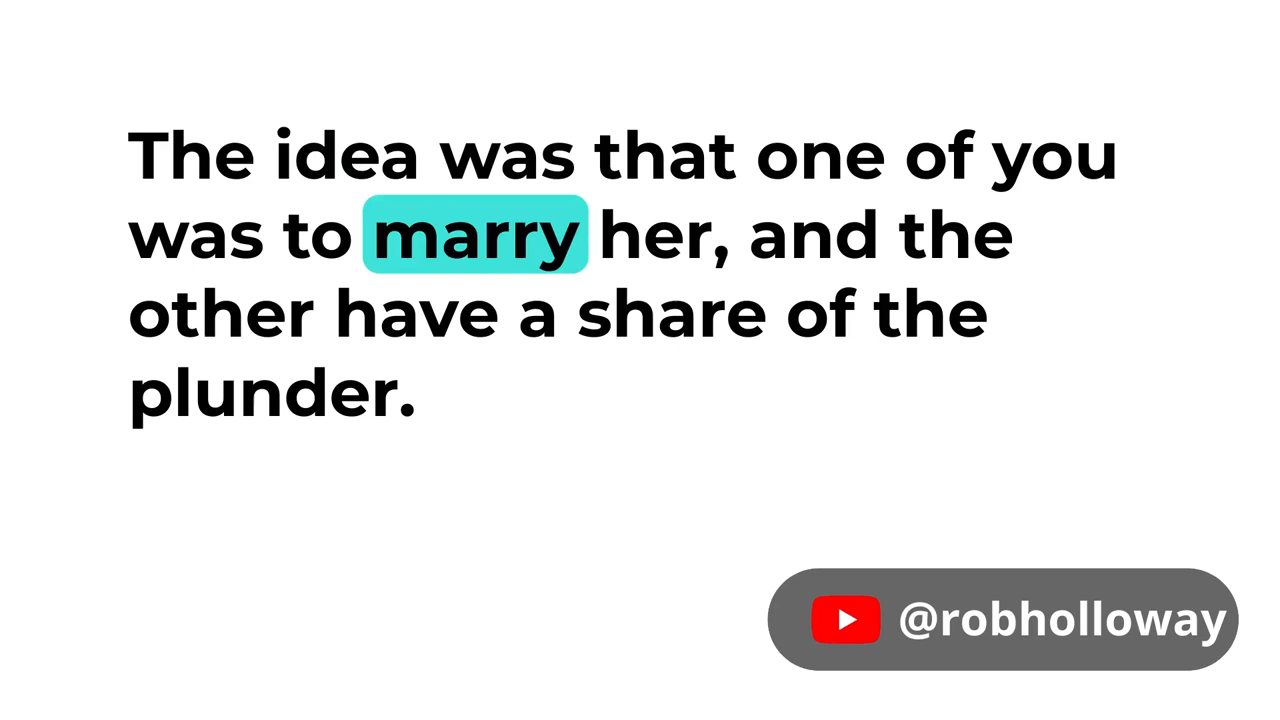 The idea was that one of you
was to marry her, and the
other have a share of the
plunder.
@robholloway